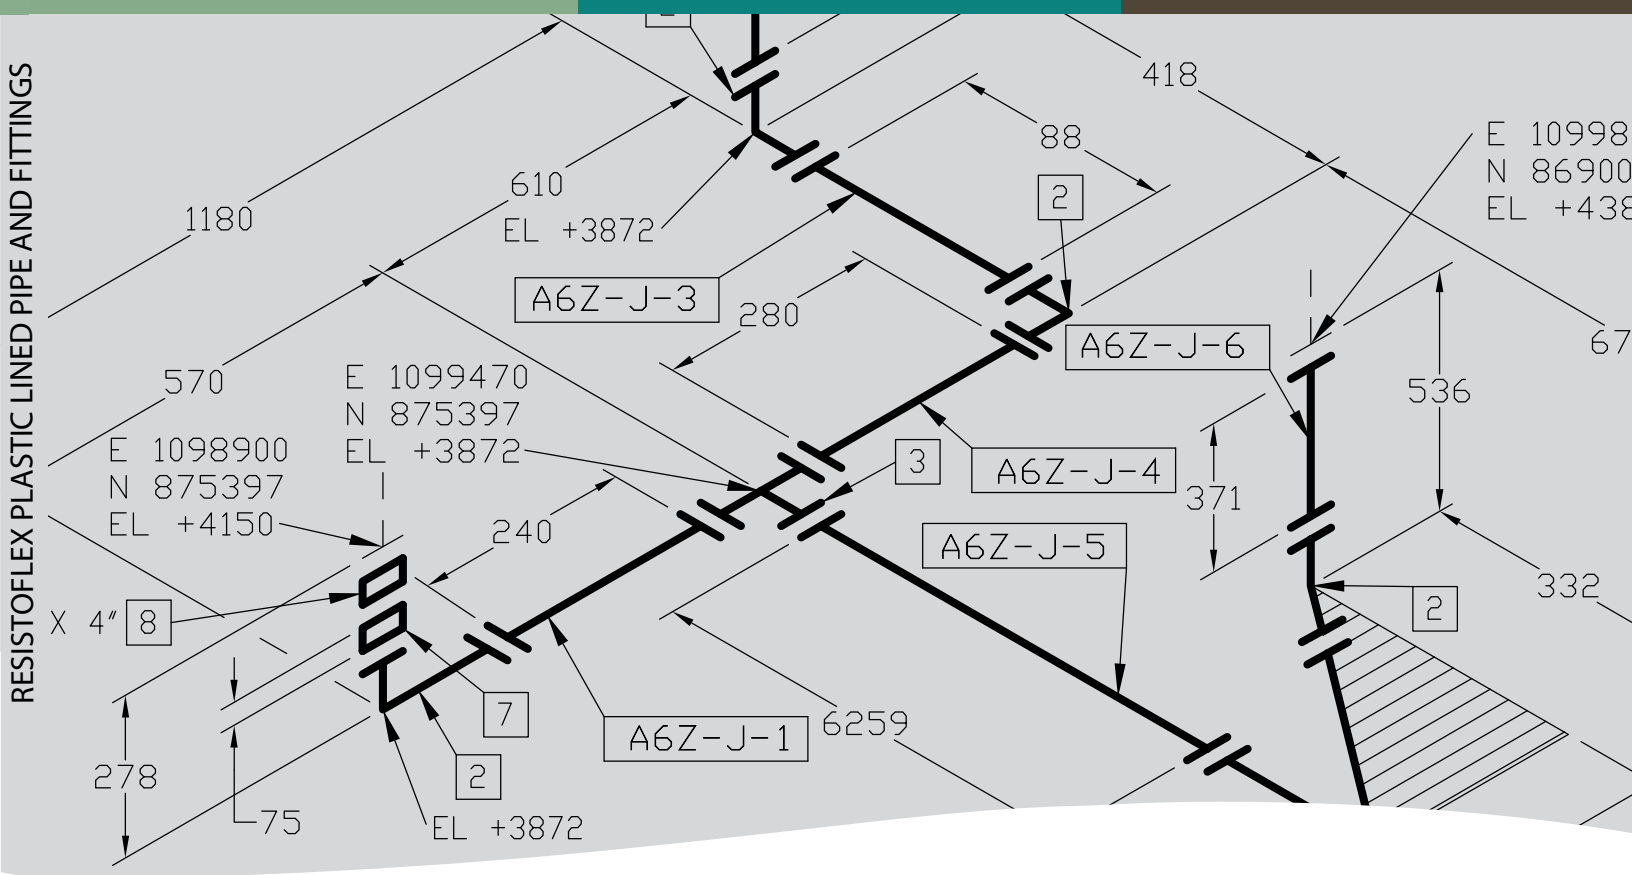 RESISTOFLEX PLASTIC LINED PIPE AND FITTINGS
418
88
E 10998
N 86900
EL +438
610
2
1180
EL +3872
A6Z-J-3
280
A6Z-J-6
67
570
E 1099470
N 875397
EL +3872
536
E 1098900
N 875397
EL +4150
3
A6Z-J-4
371
240
A6Z-J-5
332
X 4" 8
2
7
A6Z-J-1
6259
278
2
75
EL +3872